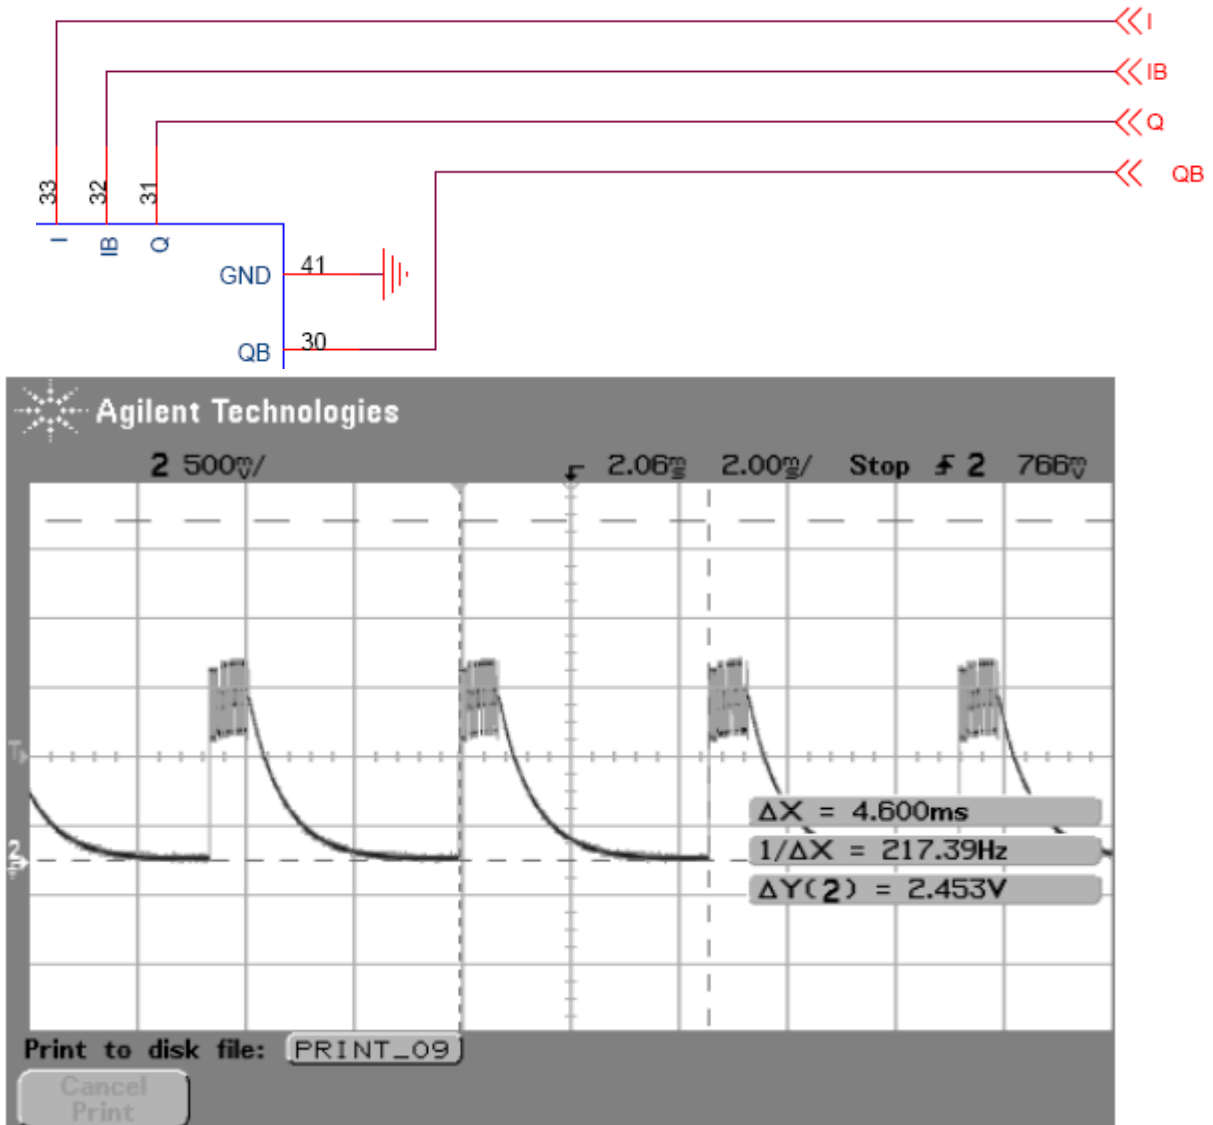 I
IB
Q
QB
33
32
31
I
IB
Q
GND
41
QB
30
Agilent Technologies
2 500mV/ 2.06ms 2.00ms/ Stop 2 766mV
T
2
ΔX = 4.600ms
1/ΔX = 217.39Hz
ΔY(2) = 2.453V
Print to disk file: PRINT_09
Cancel
Print